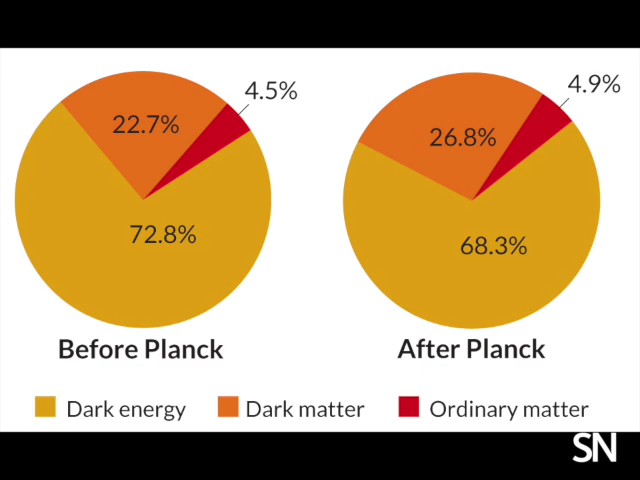 4.5%
22.7%
72.8%
Before Planck
4.9%
26.8%
68.3%
After Planck
Dark energy
Dark matter
Ordinary matter
SN